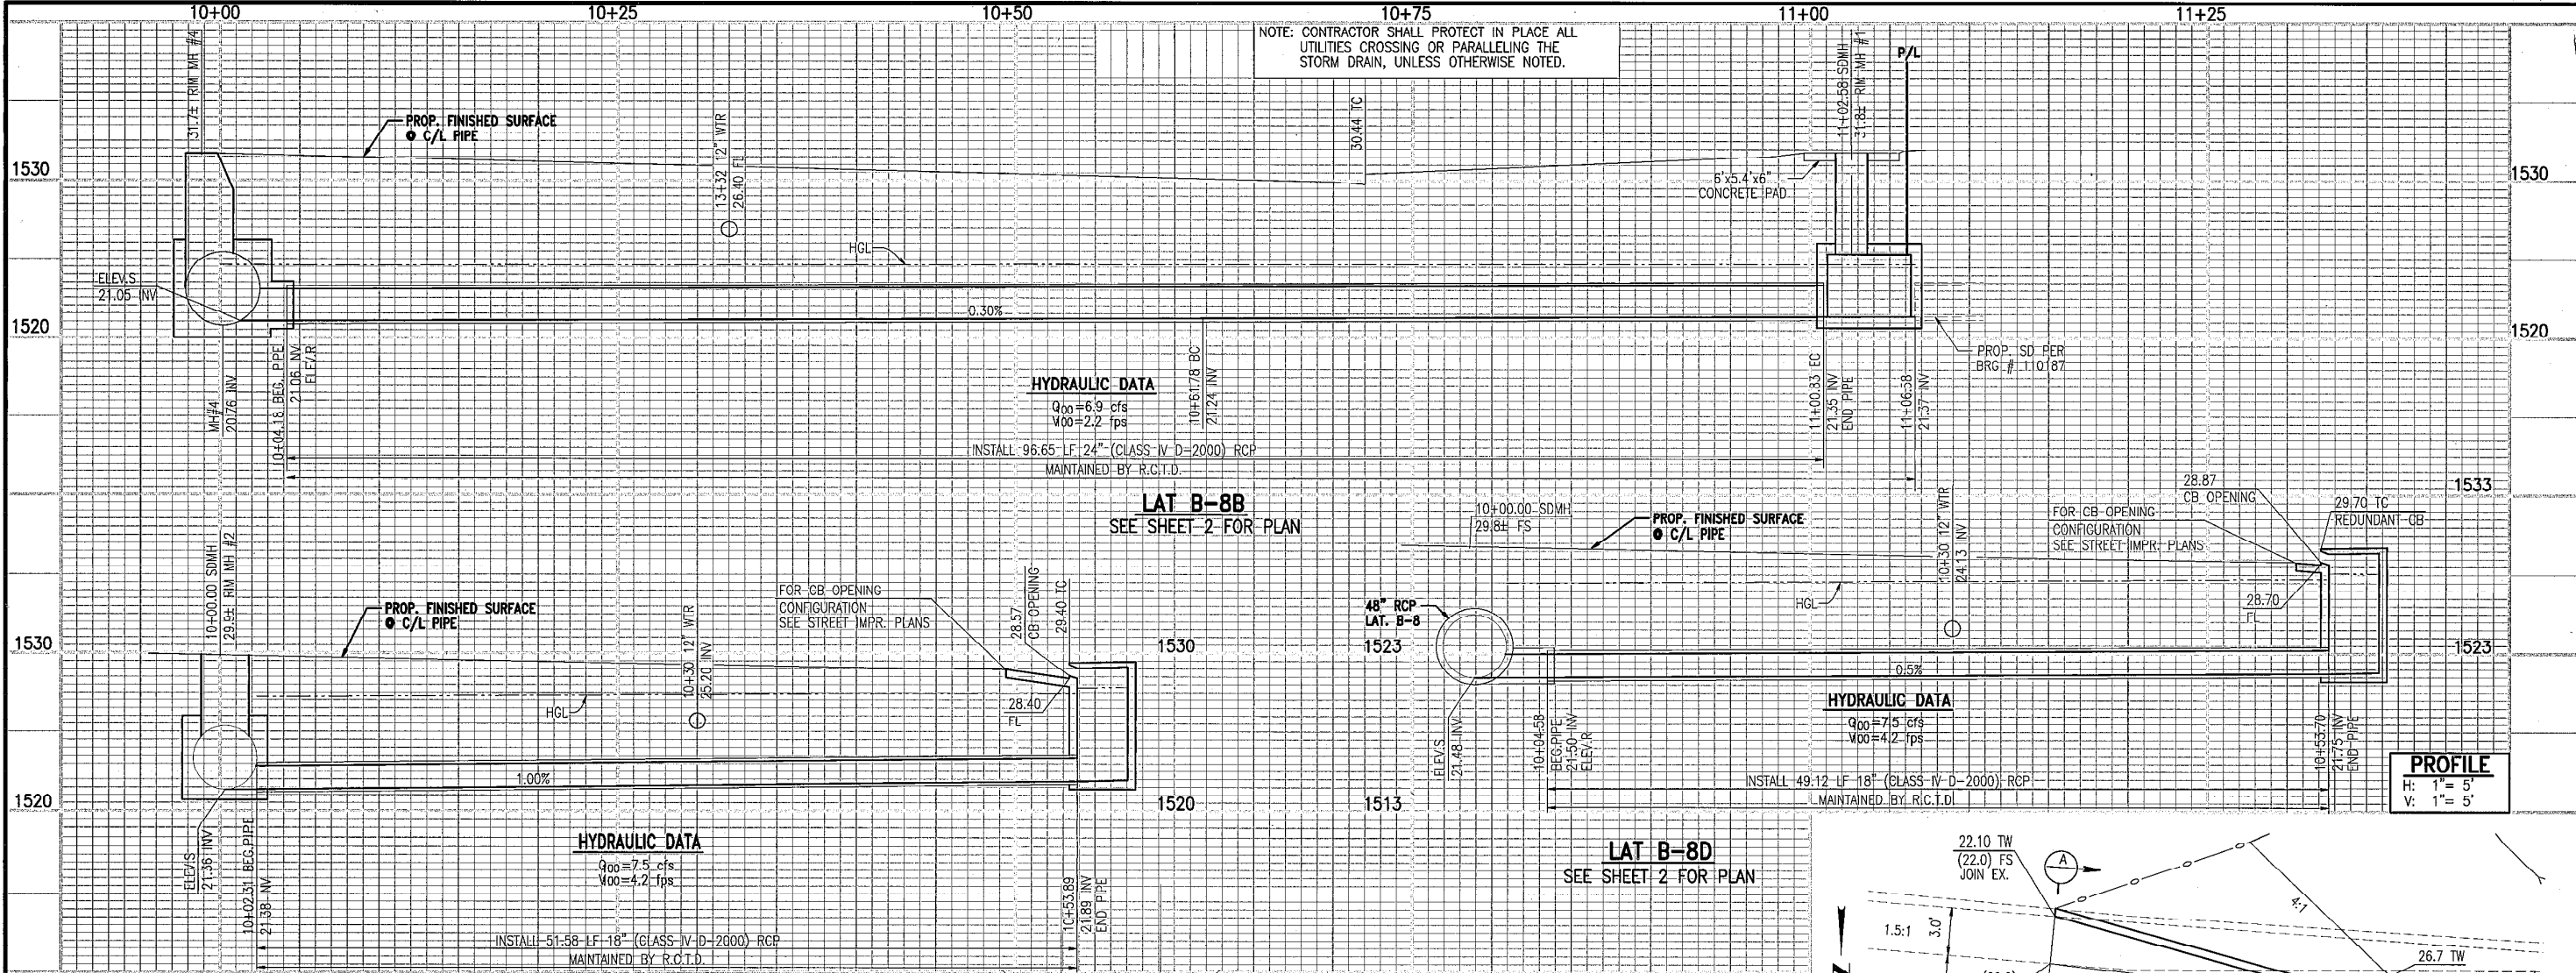 10+00
10+25
10+50
10+75
11+00
11+25
NOTE: CONTRACTOR SHALL PROTECT IN PLACE ALL
UTILITIES CROSSING OR PARALLELING THE
STORM DRAIN, UNLESS OTHERWISE NOTED.
31.7± RIM MH #4
PROP. FINISHED SURFACE
@ C/L PIPE
13+32 12" WTR
26.40 FL
30.44 TC
11+02.58 SDMH
31.8± RIM MH #1
P/L
1530
1530
6'x5.4'x6"
CONCRETE PAD
HGL
ELEV.S
21.05 INV
0.30%
1520
1520
MH#4
20.76 INV
10+04.18 BEG. PIPE
21.06 INV
ELEV.R
10+61.78 BC
21.24 INV
11+00.83 EC
21.35 INV
END PIPE
11+06.58
21.37 INV
PROP. SD PER
BRG # 110187
HYDRAULIC DATA
Q100=6.9 cfs
V100=2.2 fps
INSTALL 96.65 LF 24" (CLASS IV D-2000) RCP
MAINTAINED BY R.C.T.D.
LAT B-8B
SEE SHEET 2 FOR PLAN
10+00.00 SDMH
29.9± RIM MH #2
PROP. FINISHED SURFACE
@ C/L PIPE
10+30 12" WTR
25.20 INV
FOR CB OPENING
CONFIGURATION
SEE STREET IMPR. PLANS
28.57
CB OPENING
29.40 TC
1530
1530
HGL
28.40
FL
1.00%
1520
1520
ELEV.S
21.36 INV
10+02.31 BEG.PIPE
21.38 INV
HYDRAULIC DATA
Q100=7.5 cfs
V100=4.2 fps
10+53.89
21.89 INV
END PIPE
INSTALL 51.58 LF 18" (CLASS IV D-2000) RCP
MAINTAINED BY R.C.T.D.
10+00.00 SDMH
29.8± FS
PROP. FINISHED SURFACE
@ C/L PIPE
10+30 12" WTR
24.13 INV
FOR CB OPENING
CONFIGURATION
SEE STREET IMPR. PLANS
28.87
CB OPENING
29.70 TC
REDUNDANT CB
1533
48" RCP
LAT. B-8
HGL
28.70
FL
1523
1523
0.5%
ELEV.S
21.48 INV
10+04.58
BEG.PIPE
21.50 INV
ELEV.R
HYDRAULIC DATA
Q100=7.5 cfs
V100=4.2 fps
10+53.70
21.75 INV
END PIPE
INSTALL 49.12 LF 18" (CLASS IV D-2000) RCP
MAINTAINED BY R.C.T.D
1513
PROFILE
H: 1"= 5'
V: 1"= 5'
LAT B-8D
SEE SHEET 2 FOR PLAN
22.10 TW
(22.0) FS
JOIN EX.
A
4:1
1.5:1
3.0'
26.7 TW